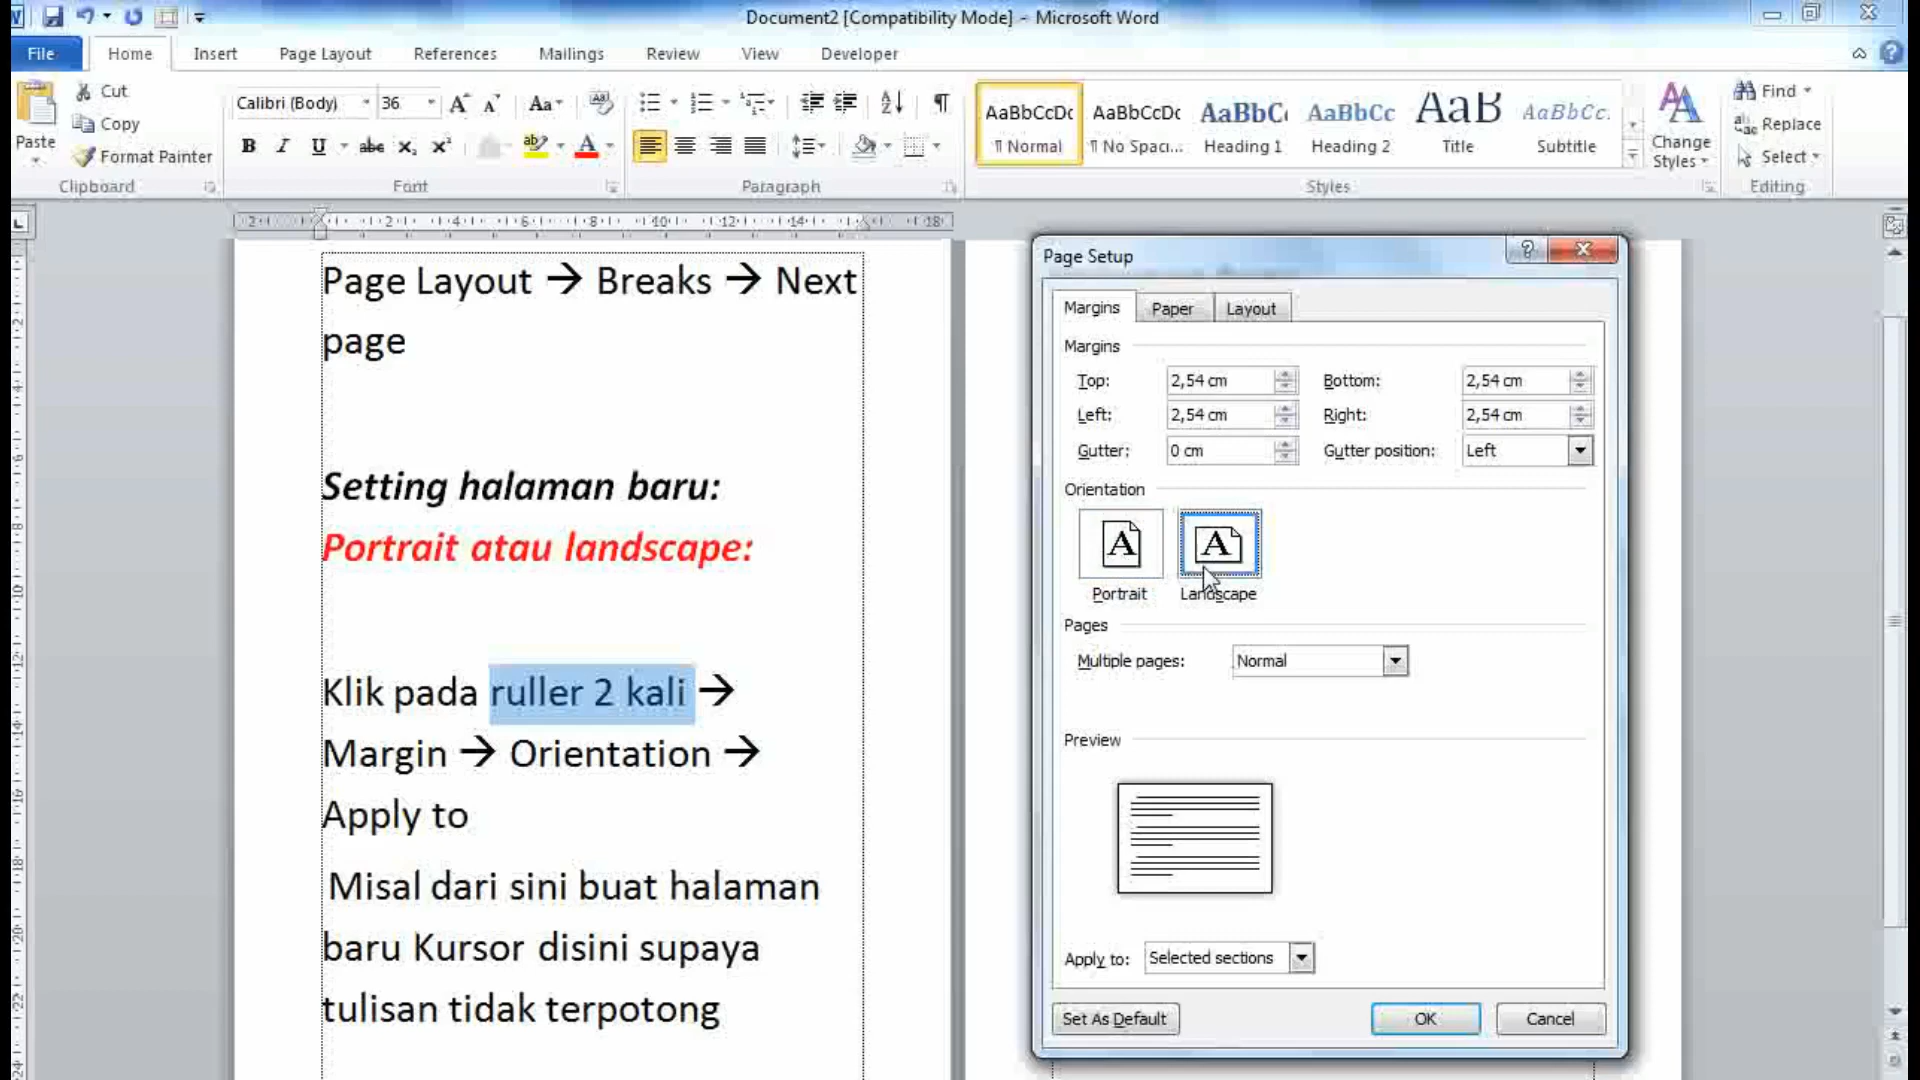 Document2 [Compatibility Mode] - Microsoft Word
File Home Insert Page Layout References Mailings Review View Developer
Paste
Cut
Copy
Format Painter
Clipboard
Calibri (Body) 36
Font
Paragraph
AaBbCcDc AaBbCcDc AaBbC AaBbCc AaB AaBbCc.
¶ Normal ¶ No Spaci... Heading 1 Heading 2 Title Subtitle
Styles
Change
Styles
Find
Replace
Select
Editing
Page Layout → Breaks → Next
page
Setting halaman baru:
Portrait atau landscape:
Klik pada ruller 2 kali →
Margin → Orientation →
Apply to
Misal dari sini buat halaman
baru Kursor disini supaya
tulisan tidak terpotong
Page Setup
Margins Paper Layout
Margins
Top: 2,54 cm Bottom: 2,54 cm
Left: 2,54 cm Right: 2,54 cm
Gutter: 0 cm Gutter position: Left
Orientation
Portrait Landscape
Pages
Multiple pages: Normal
Preview
Apply to: Selected sections
Set As Default OK Cancel